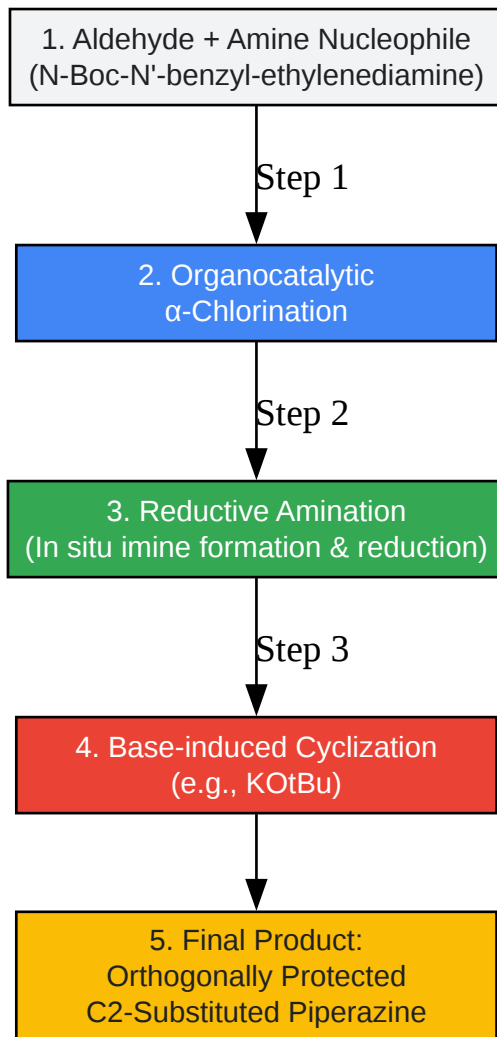 1. Aldehyde + Amine Nucleophile
(N-Boc-N'-benzyl-ethylenediamine)
Step 1
2. Organocatalytic
α-Chlorination
Step 2
3. Reductive Amination
(In situ imine formation & reduction)
Step 3
4. Base-induced Cyclization
(e.g., KOtBu)
5. Final Product:
Orthogonally Protected
C2-Substituted Piperazine